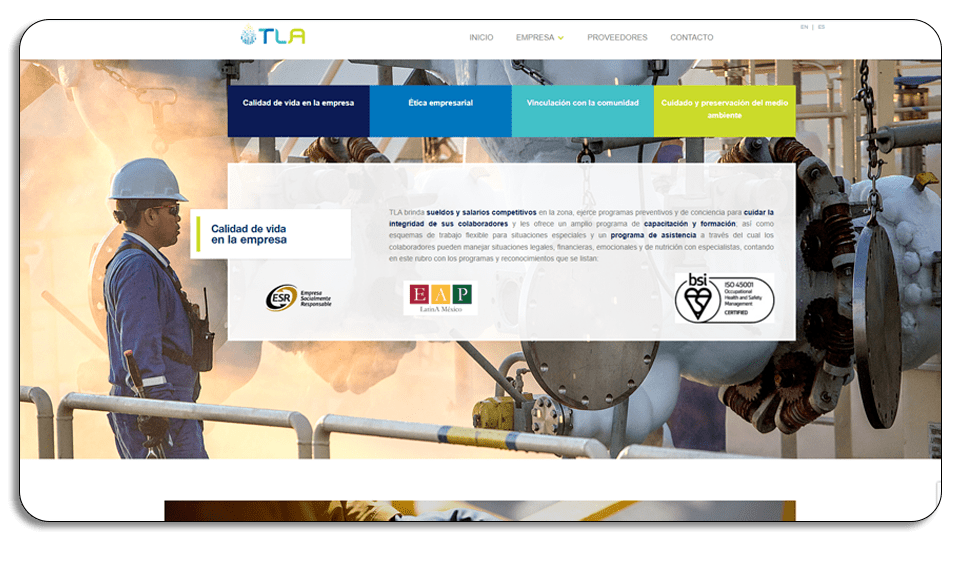 TLA
INICIO EMPRESA PROVEEDORES CONTACTO
EN | ES
Calidad de vida en la empresa
Ética empresarial
Vinculación con la comunidad
Cuidado y preservación del medio
ambiente
Calidad de vida
en la empresa
TLA brinda sueldos y salarios competitivos en la zona, ejerce programas preventivos y de conciencia para cuidar la
integridad de sus colaboradores y les ofrece un amplio programa de capacitación y formación; así como
esquemas de trabajo flexible para situaciones especiales y un programa de asistencia a través del cual los
colaboradores pueden manejar situaciones legales, financieras, emocionales y de nutrición con especialistas, contando
en este rubro con los programas y reconocimientos que se listan:
ESR
Empresa
Socialmente
Responsable
EAP
LatinA México
bsi
ISO 45001
Occupational
Health and Safety
Management
CERTIFIED